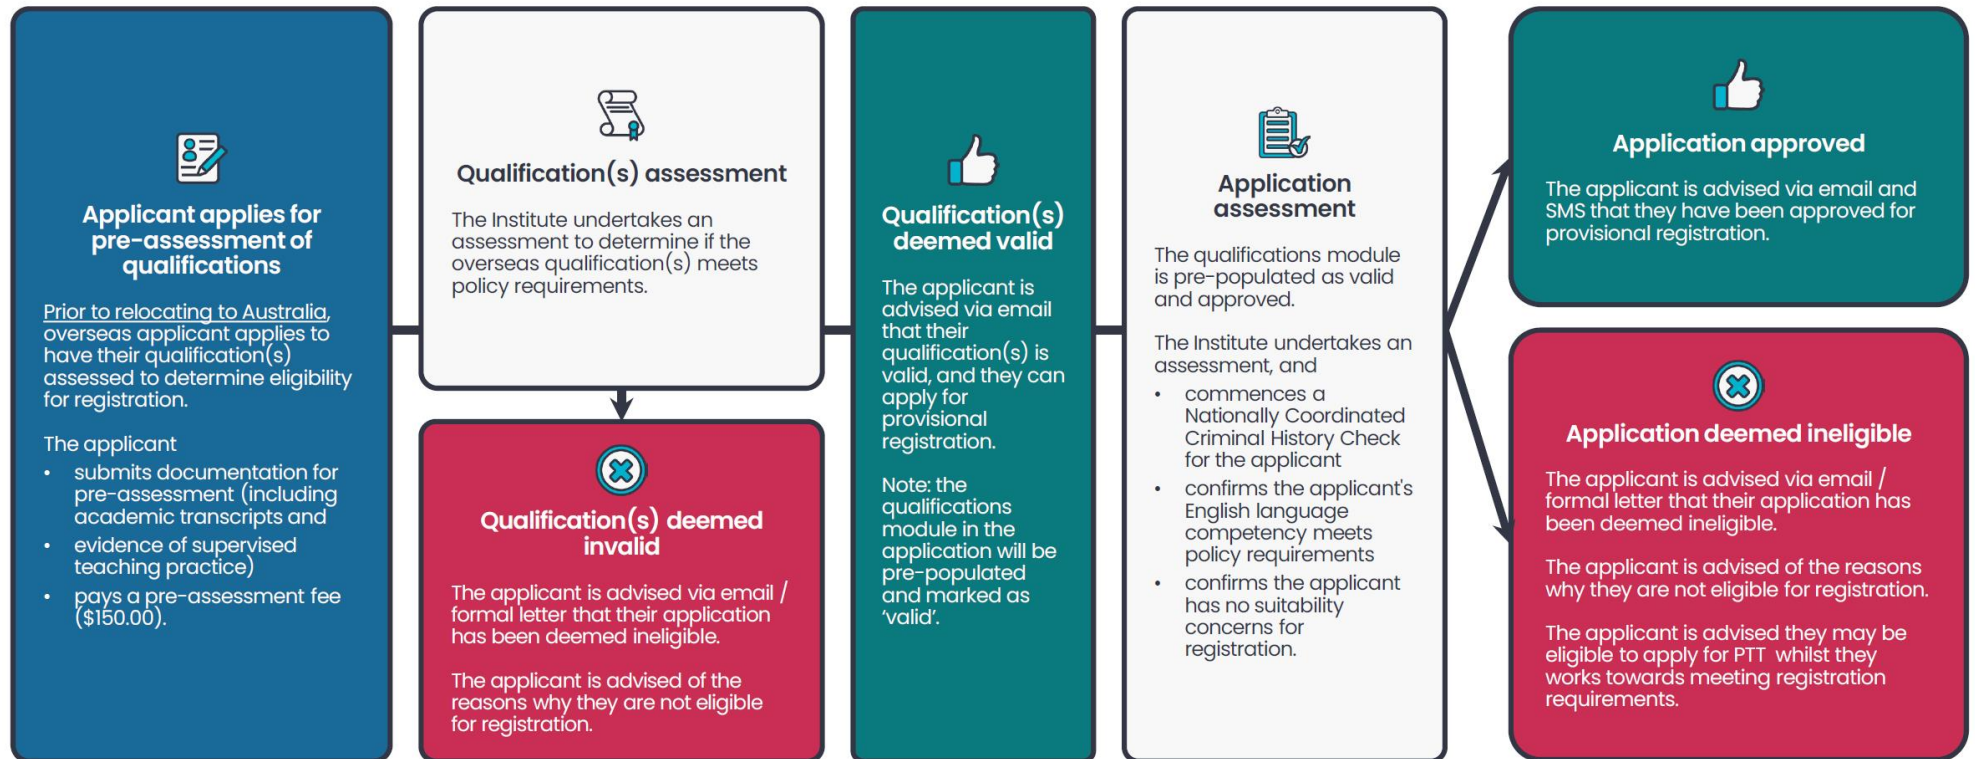 Applicant applies for
pre-assessment of
qualifications
Prior to relocating to Australia,
overseas applicant applies to
have their qualification(s)
assessed to determine eligibility
for registration.
The applicant
• submits documentation for
pre-assessment (including
academic transcripts and
• evidence of supervised
teaching practice)
• pays a pre-assessment fee
($150.00).
Qualification(s) assessment
The Institute undertakes an
assessment to determine if the
overseas qualification(s) meets
policy requirements.
Qualification(s) deemed
invalid
The applicant is advised via email /
formal letter that their application
has been deemed ineligible.
The applicant is advised of the
reasons why they are not eligible
for registration.
Qualification(s)
deemed valid
The applicant is
advised via email
that their
qualification(s) is
valid, and they can
apply for
provisional
registration.
Note: the
qualifications
module in the
application will be
pre-populated
and marked as
‘valid’.
Application
assessment
The qualifications module
is pre-populated as valid
and approved.
The Institute undertakes an
assessment, and
• commences a
Nationally Coordinated
Criminal History Check
for the applicant
• confirms the applicant's
English language
competency meets
policy requirements
• confirms the applicant
has no suitability
concerns for
registration.
Application approved
The applicant is advised via email and
SMS that they have been approved for
provisional registration.
Application deemed ineligible
The applicant is advised via email /
formal letter that their application has
been deemed ineligible.
The applicant is advised of the reasons
why they are not eligible for registration.
The applicant is advised they may be
eligible to apply for PTT whilst they
works towards meeting registration
requirements.